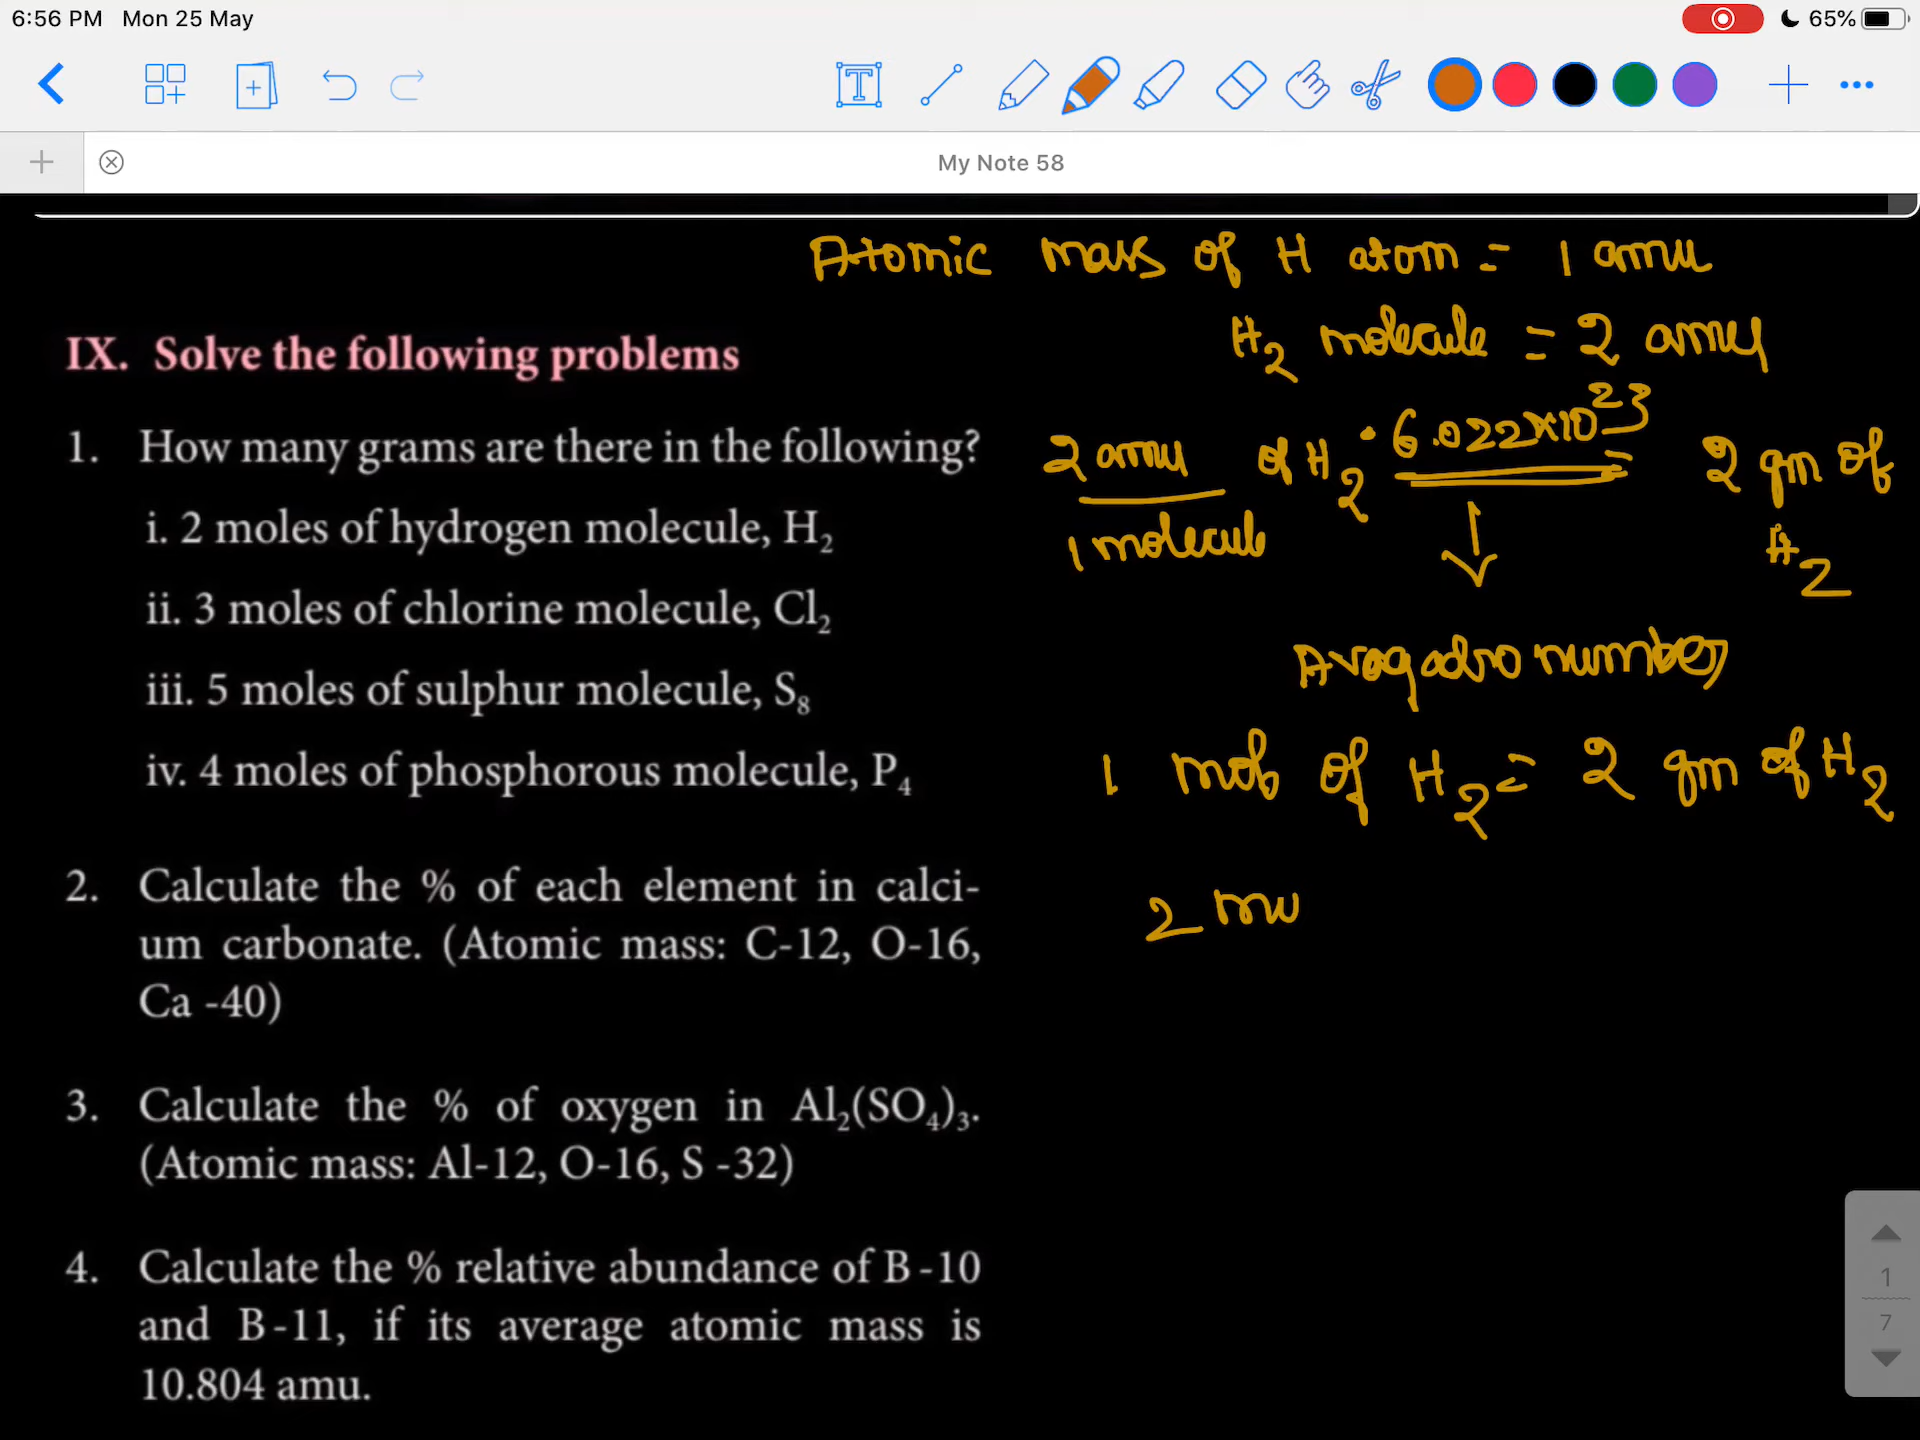 6:56 PM Mon 25 May
65%
My Note 58
Atomic mass of H atom = 1 amu
H₂ molecule = 2 amu
IX. Solve the following problems
1. How many grams are there in the following?
i. 2 moles of hydrogen molecule, H₂
ii. 3 moles of chlorine molecule, Cl₂
iii. 5 moles of sulphur molecule, S₈
iv. 4 moles of phosphorous molecule, P₄
2. Calculate the % of each element in calci-
um carbonate. (Atomic mass: C-12, O-16,
Ca -40)
3. Calculate the % of oxygen in Al₂(SO₄)₃.
(Atomic mass: Al-12, O-16, S -32)
4. Calculate the % relative abundance of B -10
and B -11, if its average atomic mass is
10.804 amu.
2 amu of H₂ · 6.022×10²³ = 2 gm of
1 molecule
H₂
Avogadro number
1 mole of H₂ = 2 gm of H₂
2
1
7